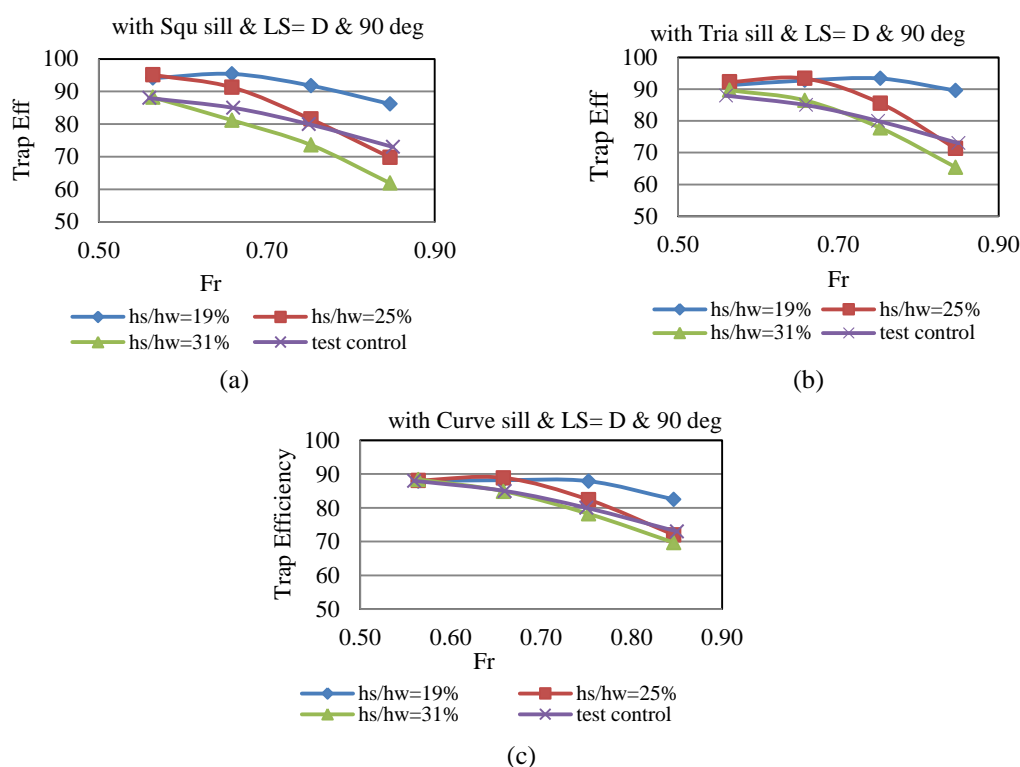 with Squ sill & LS= D & 90 deg
Trap Eff
100
90
80
70
60
50
0.50 0.70 0.90
Fr
hs/hw=19% hs/hw=25%
hs/hw=31% test control
(a)
with Tria sill & LS= D & 90 deg
Trap Eff
100
90
80
70
60
50
0.50 0.70 0.90
Fr
hs/hw=19% hs/hw=25%
hs/hw=31% test control
(b)
with Curve sill & LS= D & 90 deg
Trap Efficiency
100
90
80
70
60
50
0.50 0.60 0.70 0.80 0.90
Fr
hs/hw=19% hs/hw=25%
hs/hw=31% test control
(c)